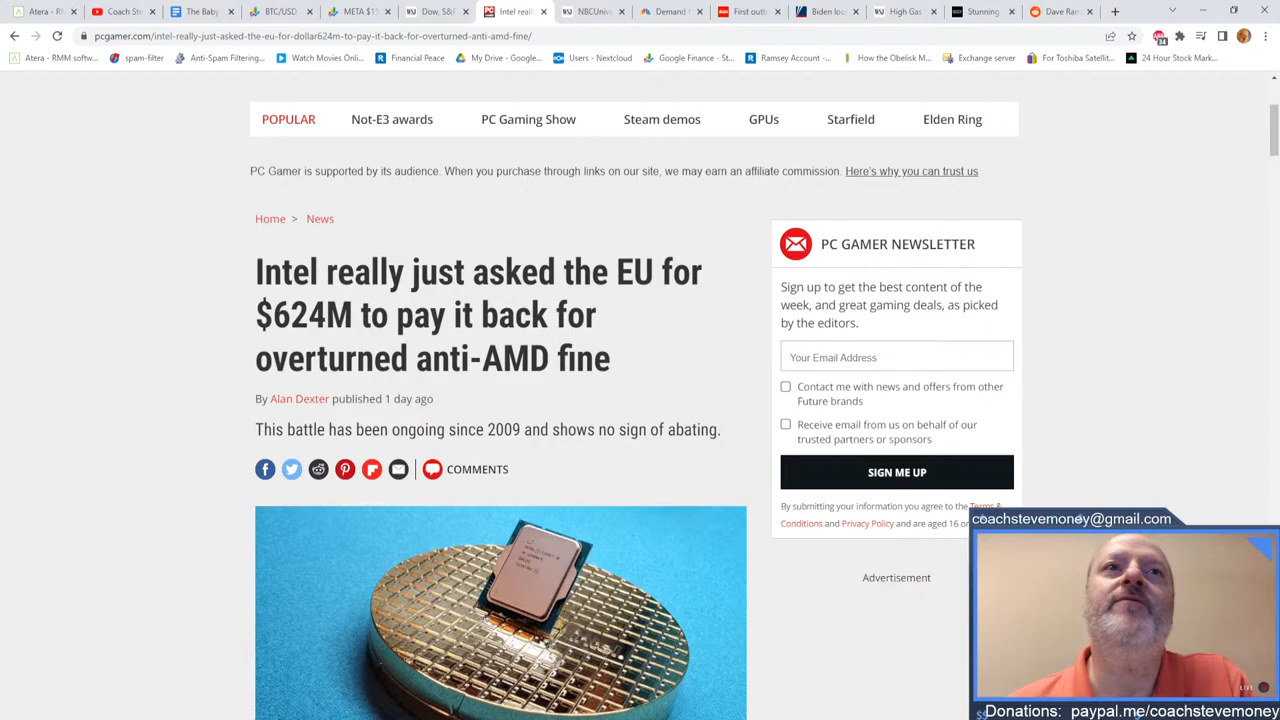 Atera - RM
Coach Ste
The Baby
BTC/USD
META $15
Dow, S&P
Intel reall
NBCUnive
Demand f
First outb
Biden loo
High Gas
Stunning
Dave Ram
pcgamer.com/intel-really-just-asked-the-eu-for-dollar624m-to-pay-it-back-for-overturned-anti-amd-fine/
Atera - RMM softw...
spam-filter
Anti-Spam Filtering...
Watch Movies Onli...
Financial Peace
My Drive - Google...
Users - Nextcloud
Google Finance - St...
Ramsey Account -...
How the Obelisk M...
Exchange server
For Toshiba Satellit...
24 Hour Stock Mark...
POPULAR Not-E3 awards PC Gaming Show Steam demos GPUs Starfield Elden Ring
PC Gamer is supported by its audience. When you purchase through links on our site, we may earn an affiliate commission. Here's why you can trust us
Home > News
Intel really just asked the EU for
$624M to pay it back for
overturned anti-AMD fine
By Alan Dexter published 1 day ago
This battle has been ongoing since 2009 and shows no sign of abating.
COMMENTS
PC GAMER NEWSLETTER
Sign up to get the best content of the
week, and great gaming deals, as picked
by the editors.
Your Email Address
Contact me with news and offers from other
Future brands
Receive email from us on behalf of our
trusted partners or sponsors
SIGN ME UP
By submitting your information you agree to the Terms &
Conditions and Privacy Policy and are aged 16 o
Advertisement
coachstevemoney@gmail.com
LIVE
Donations: paypal.me/coachstevemoney